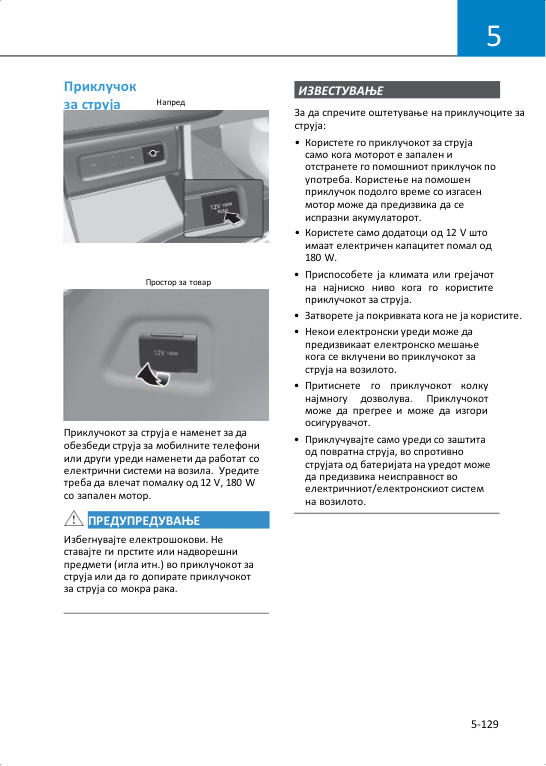 5
Приклучок
за струја
Напред
12V 180W
PUSH
Простор за товар
12V 180W
Приклучокот за струја е наменет за да
обезбеди струја за мобилните телефони
или други уреди наменети да работат со
електрични системи на возила. Уредите
треба да влечат помалку од 12 V, 180 W
со запален мотор.
ПРЕДУПРЕДУВАЊЕ
Избегнувајте електрошокови. Не
ставајте ги прстите или надворешни
предмети (игла итн.) во приклучокот за
струја или да го допирате приклучокот
за струја со мокра рака.
ИЗВЕСТУВАЊЕ
За да спречите оштетување на приклучоците за
струја:
• Користете го приклучокот за струја
само кога моторот е запален и
отстранете го помошниот приклучок по
употреба. Користење на помошен
приклучок подолго време со изгасен
мотор може да предизвика да се
испразни акумулаторот.
• Користете само додатоци од 12 V што
имаат електричен капацитет помал од
180 W.
• Приспособете ја климата или грејачот
на најниско ниво кога го користите
приклучокот за струја.
• Затворете ја покривката кога не ја користите.
• Некои електронски уреди може да
предизвикаат електронско мешање
кога се вклучени во приклучокот за
струја на возилото.
• Притиснете го приклучокот колку
најмногу дозволува. Приклучокот
може да прегрее и може да изгори
осигурувачот.
• Приклучувајте само уреди со заштита
од повратна струја, во спротивно
струјата од батеријата на уредот може
да предизвика неисправност во
електричниот/електронскиот систем
на возилото.
5-129